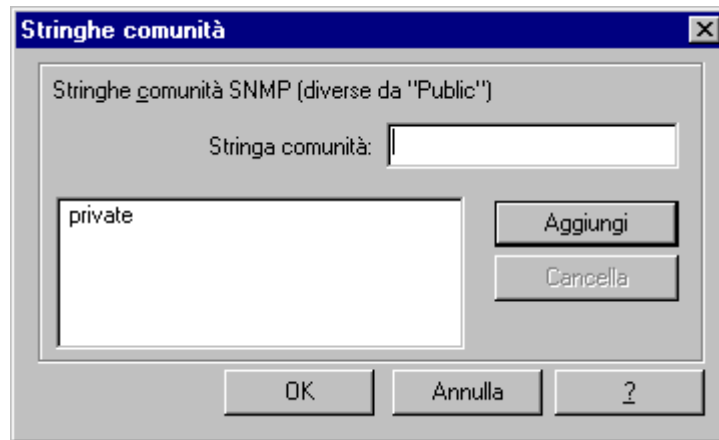 Stringhe comunità
Stringhe comunità SNMP (diverse da "Public")
Stringa comunità:
private
Aggiungi
Cancella
OK
Annulla
?